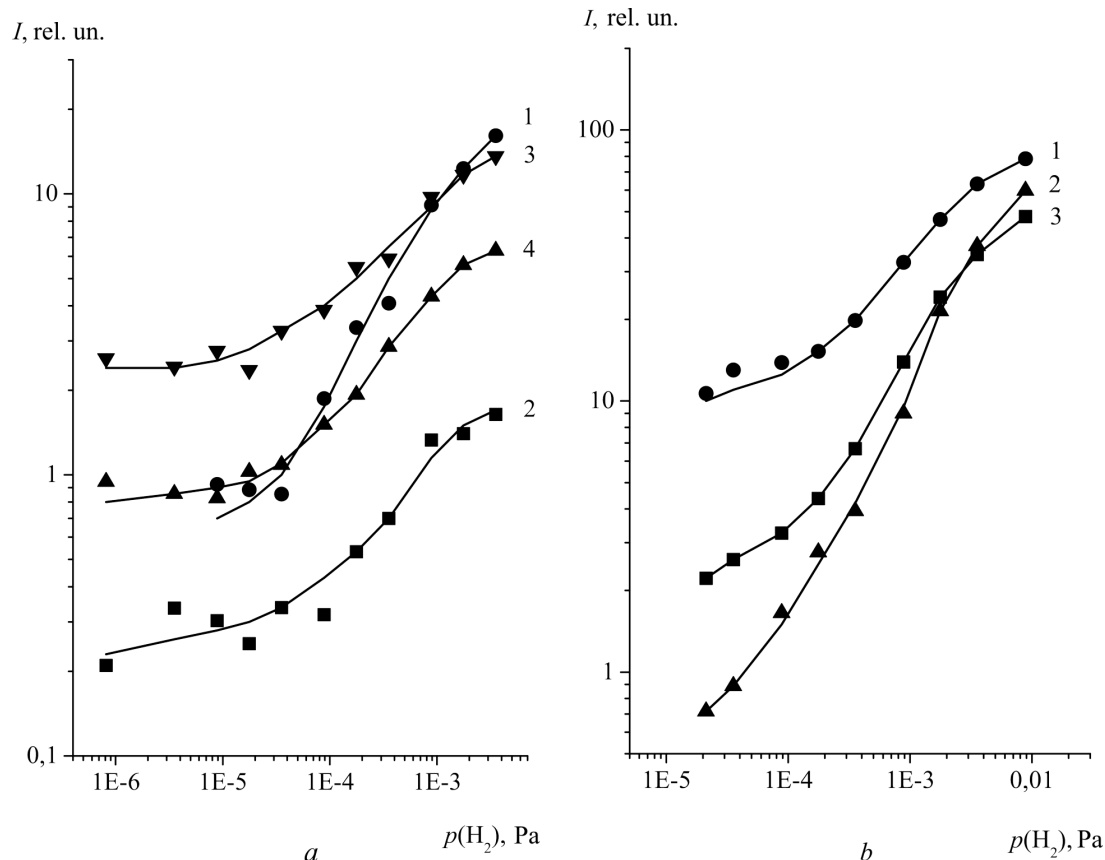 I, rel. un.
10
1
0,1
1E-6 1E-5 1E-4 1E-3
1
3
4
2
p(H₂), Pa
a
I, rel. un.
100
10
1
1E-5 1E-4 1E-3 0,01
1
2
3
p(H₂), Pa
b